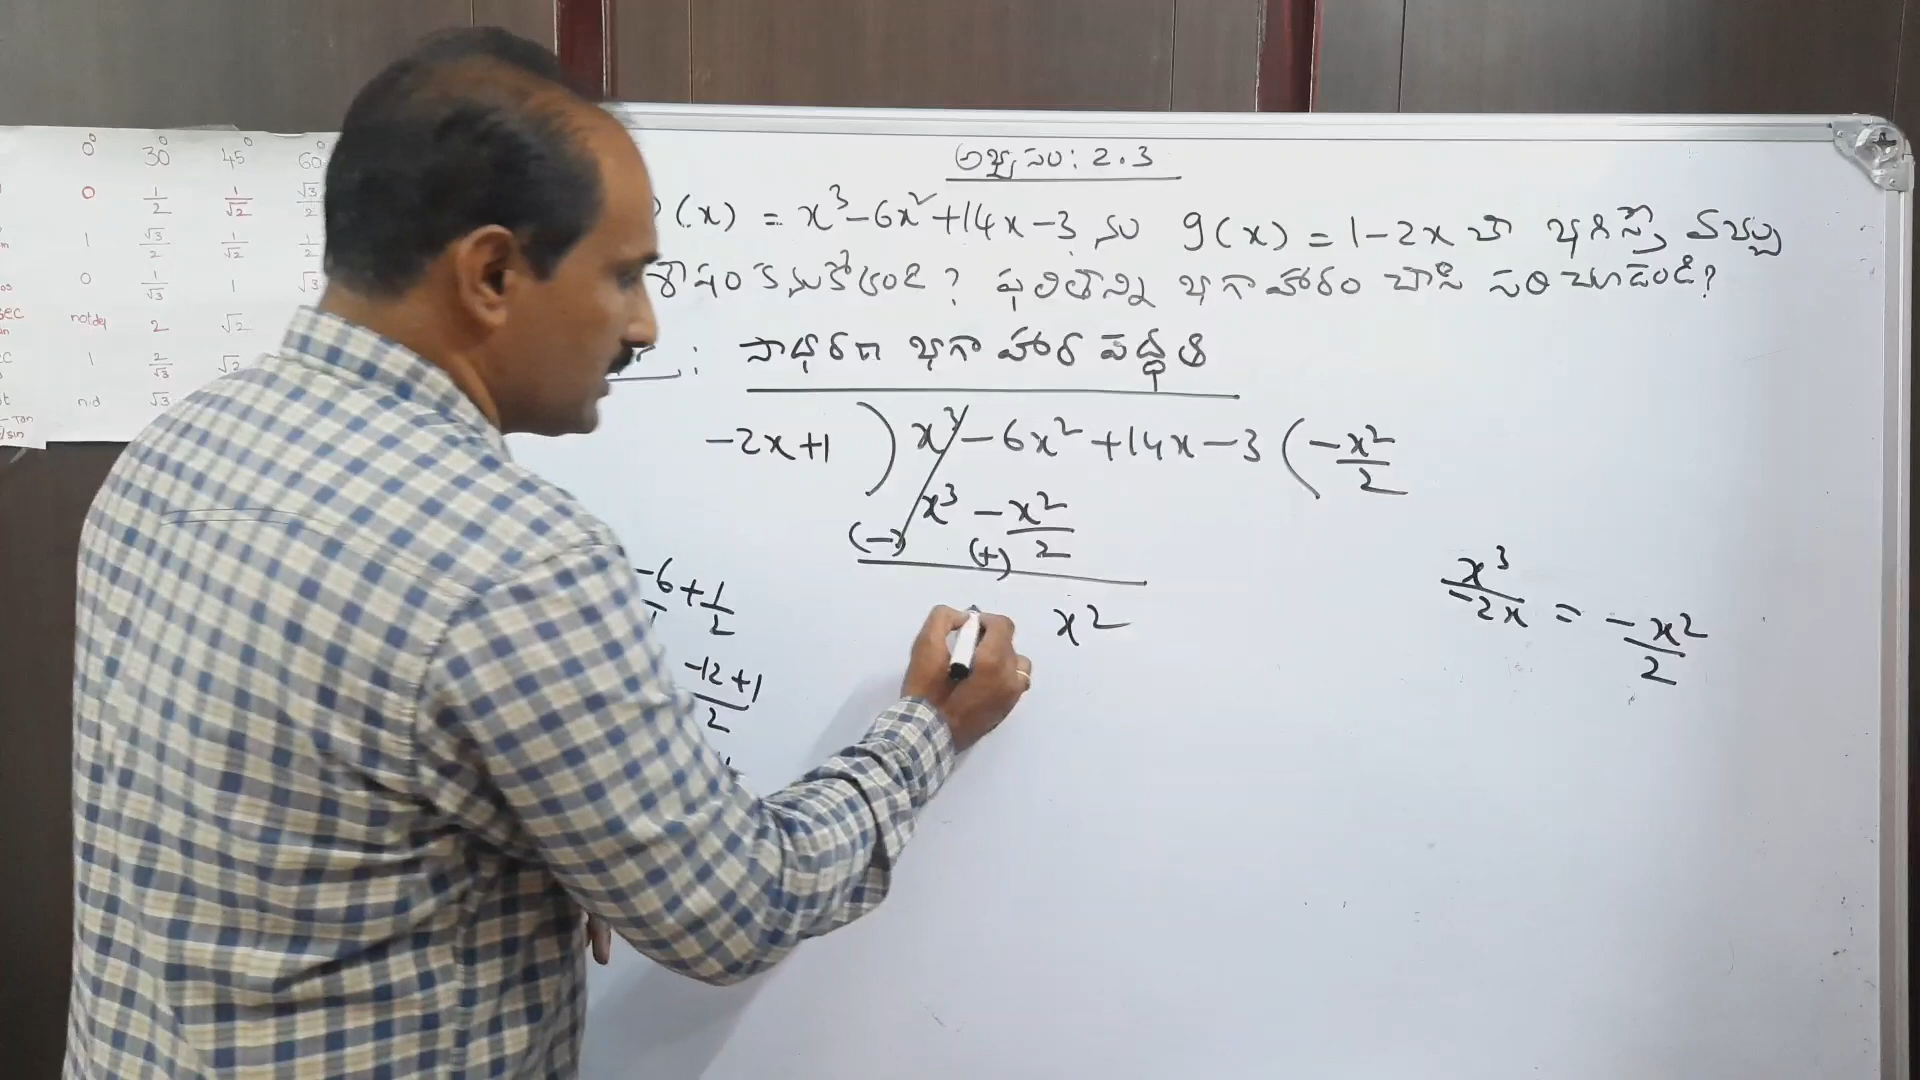 0° 30° 45° 60°
0 1/2 1/√2 √3/2
1 √3/2 1/√2 1/2
0 1/√3 1 √3
sec not def 2 √2
1 2/√3 √2
nd √3
అభ్యాసం: 2.3
(x) = x³-6x²+14x-3 ను g(x) = 1-2x చే భాగిస్తే వచ్చు
శేషం కనుకోకండి? ఫలితాన్ని భాగాహారం చేసి సరిచూడండి?
: సాధరణ భాగాహార పద్ధతి
-2x+1 ) x³-6x²+14x-3 ( -x²/2
x³ -x²/2
(-) (+)
x²
-6 + 1/2
-12+1/2
x³/-2x = -x²/2